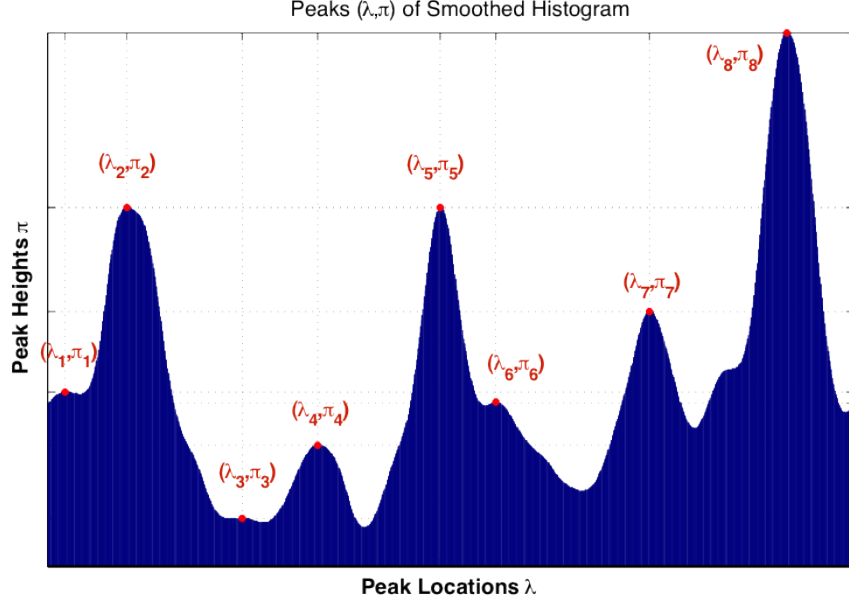 Peaks (λ,π) of Smoothed Histogram
(λ₈,π₈)
(λ₂,π₂)
(λ₅,π₅)
(λ₇,π₇)
(λ₁,π₁)
(λ₆,π₆)
(λ₄,π₄)
(λ₃,π₃)
Peak Heights π
Peak Locations λ